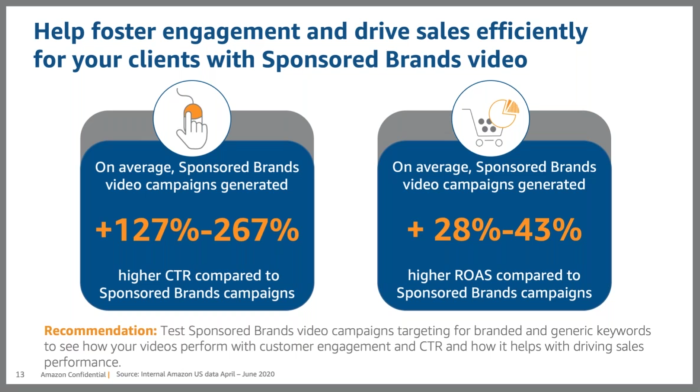 Help foster engagement and drive sales efficiently
for your clients with Sponsored Brands video
On average, Sponsored Brands
video campaigns generated
+127%-267%
higher CTR compared to
Sponsored Brands campaigns
On average, Sponsored Brands
video campaigns generated
+ 28%-43%
higher ROAS compared to
Sponsored Brands campaigns
Recommendation: Test Sponsored Brands video campaigns targeting for branded and generic keywords
to see how your videos perform with customer engagement and CTR and how it helps with driving sales
performance.
13 Amazon Confidential | Source: Internal Amazon US data April – June 2020